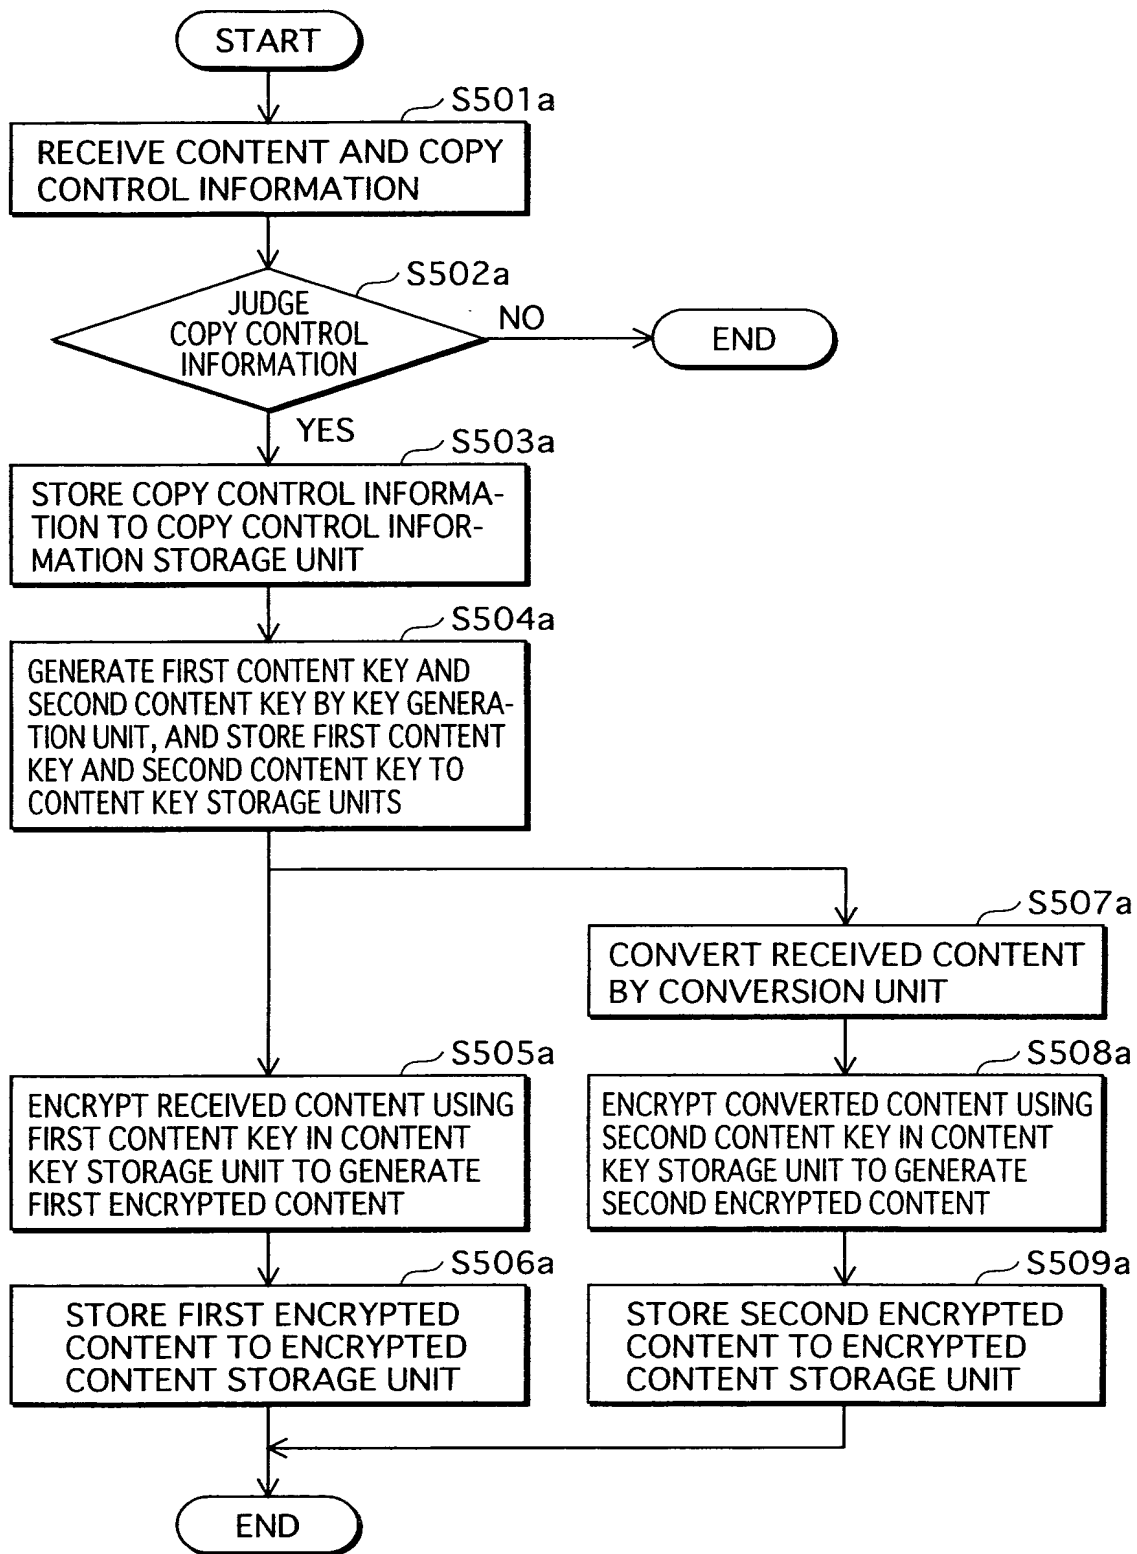 START
S501a
RECEIVE CONTENT AND COPY
CONTROL INFORMATION
S502a
JUDGE
COPY CONTROL
INFORMATION
NO
END
YES
S503a
STORE COPY CONTROL INFORMA-
TION TO COPY CONTROL INFOR-
MATION STORAGE UNIT
S504a
GENERATE FIRST CONTENT KEY AND
SECOND CONTENT KEY BY KEY GENERA-
TION UNIT, AND STORE FIRST CONTENT
KEY AND SECOND CONTENT KEY TO
CONTENT KEY STORAGE UNITS
S507a
CONVERT RECEIVED CONTENT
BY CONVERSION UNIT
S505a
ENCRYPT RECEIVED CONTENT USING
FIRST CONTENT KEY IN CONTENT
KEY STORAGE UNIT TO GENERATE
FIRST ENCRYPTED CONTENT
S508a
ENCRYPT CONVERTED CONTENT USING
SECOND CONTENT KEY IN CONTENT
KEY STORAGE UNIT TO GENERATE
SECOND ENCRYPTED CONTENT
S506a
STORE FIRST ENCRYPTED
CONTENT TO ENCRYPTED
CONTENT STORAGE UNIT
S509a
STORE SECOND ENCRYPTED
CONTENT TO ENCRYPTED
CONTENT STORAGE UNIT
END